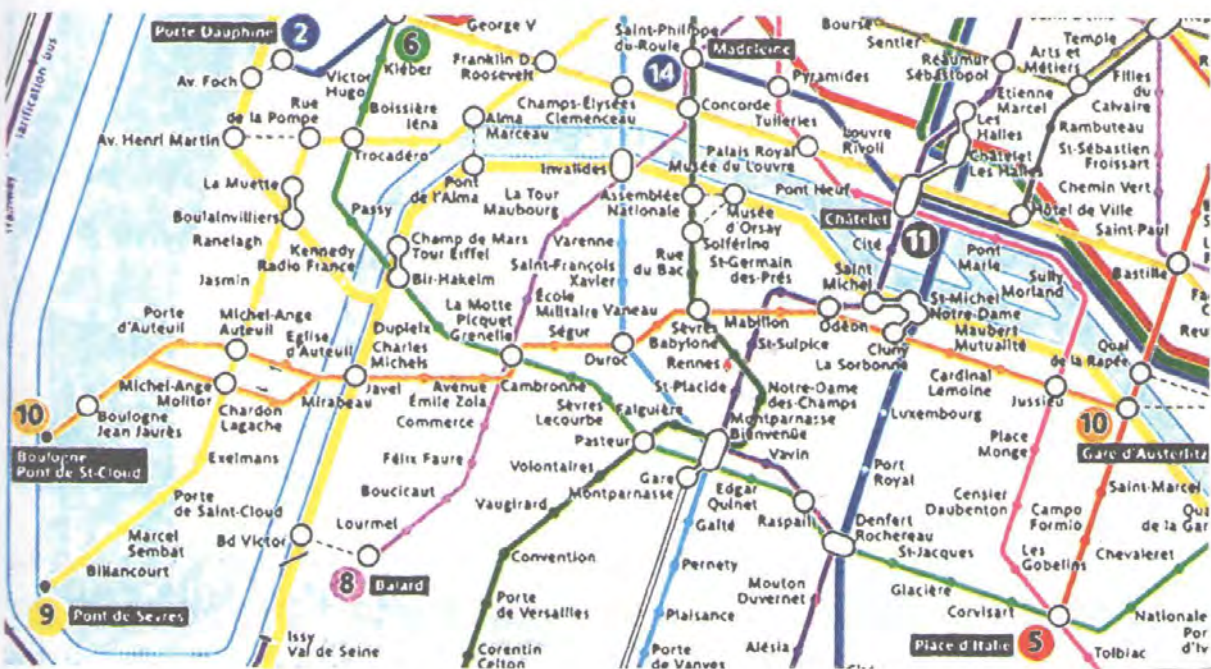 Porte Dauphine
2
6
George V
Kléber
Franklin D.
Roosevelt
Saint-Philippe
du-Roule
Madeleine
14
Bourse
Sentier
Réaumur
Sébastopol
Arts et
Métiers
Temple
Filles
du
Calvaire
Av. Foch
Victor
Hugo
Boissière
Iéna
Rue
de la Pompe
Av. Henri Martin
Trocadéro
Alma
Marceau
Champs-Élysées
Clemenceau
Concorde
Pyramides
Tuileries
Louvre
Rivoli
Etienne
Marcel
Les
Halles
Châtelet
Les Halles
Rambuteau
St-Sébastien
Froissart
Chemin Vert
La Muette
Boulainvilliers
Ranelagh
Jasmin
Passy
Kennedy
Radio France
Pont
de l'Alma
La Tour
Maubourg
Invalides
Palais Royal
Musée du Louvre
Assemblée
Nationale
Musée
d'Orsay
Solférino
Pont Neuf
Châtelet
11
Hôtel de Ville
Saint-Paul
Bastille
Champ de Mars
Tour Eiffel
Bir-Hakeim
Varenne
Saint-François
Xavier
École
Militaire
Rue
du Bac
St-Germain
des-Prés
Cité
Saint
Michel
St-Michel
Notre-Dame
Pont
Marie
Sully
Morland
Quai
de la Rapée
Porte
d'Auteuil
Michel-Ange
Auteuil
Eglise
d'Auteuil
Dupleix
Charles
Michels
La Motte
Picquet
Grenelle
Ségur
Vaneau
Duroc
Sèvres
Babylone
Rennes
Mabillon
St-Sulpice
Odéon
Cluny
La Sorbonne
Maubert
Mutualité
Cardinal
Lemoine
Jussieu
10
Gare d'Austerlitz
10
Boulogne
Pont de St-Cloud
Boulogne
Jean Jaurès
Michel-Ange
Molitor
Chardon
Lagache
Mirabeau
Javel
Avenue
Émile Zola
Cambronne
Commerce
Sèvres
Lecourbe
Falguière
Pasteur
St-Placide
Notre-Dame
des-Champs
Montparnasse
Bienvenüe
Vavin
Luxembourg
Place
Monge
Exelmans
Félix Faure
Boucicaut
Volontaires
Vaugirard
Gare
Montparnasse
Edgar
Quinet
Raspail
Port
Royal
Censier
Daubenton
Campo
Formio
Saint-Marcel
Porte
de Saint-Cloud
Marcel
Sembat
Billancourt
9
Pont de Sèvres
Bd Victor
Lourmel
8
Balard
Convention
Porte
de Versailles
Corentin
Celton
Gaîté
Pernety
Plaisance
Porte
de Vanves
Denfert
Rochereau
Mouton
Duvernet
Alésia
St-Jacques
Glacière
Corvisart
Les
Gobelins
Chevaleret
Nationale
Place d'Italie
5
Tolbiac
Issy
Val de Seine